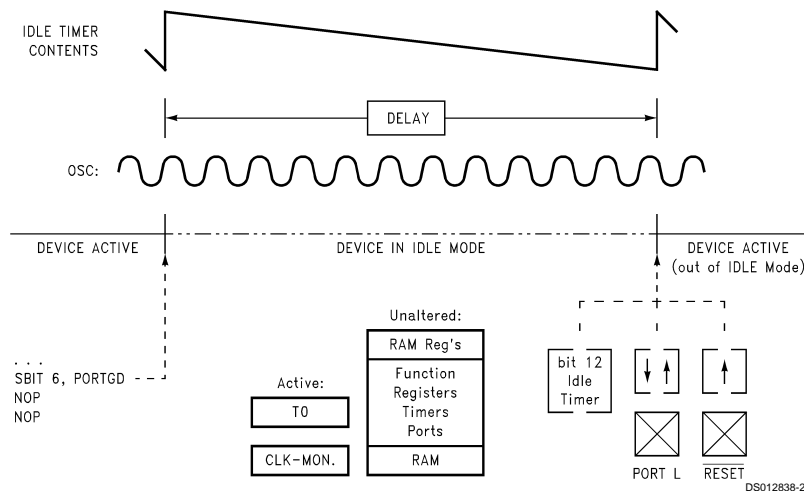 IDLE TIMER
CONTENTS
DELAY
OSC:
DEVICE ACTIVE
DEVICE IN IDLE MODE
DEVICE ACTIVE
(out of IDLE Mode)
. . .
SBIT 6, PORTGD
NOP
NOP
Active:
T0
CLK-MON.
Unaltered:
RAM Reg's
Function
Registers
Timers
Ports
RAM
bit 12
Idle
Timer
PORT L
RESET
DS012838-2